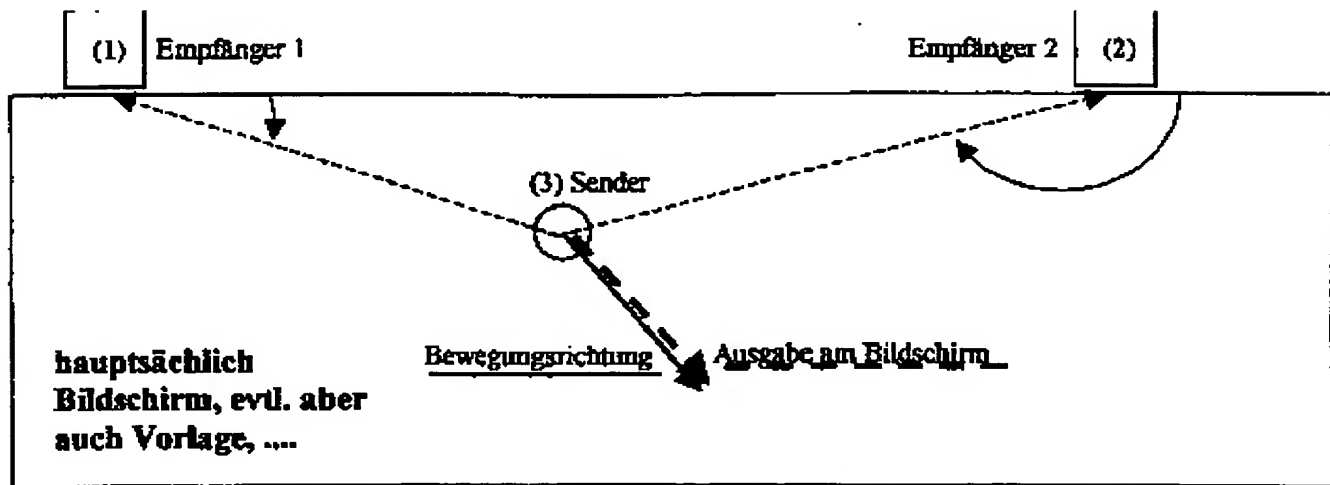 (1) Empfänger 1
Empfänger 2 (2)
(3) Sender
Bewegungsrichtung
Ausgabe am Bildschirm
hauptsächlich
Bildschirm, evtl. aber
auch Vorlage, ....